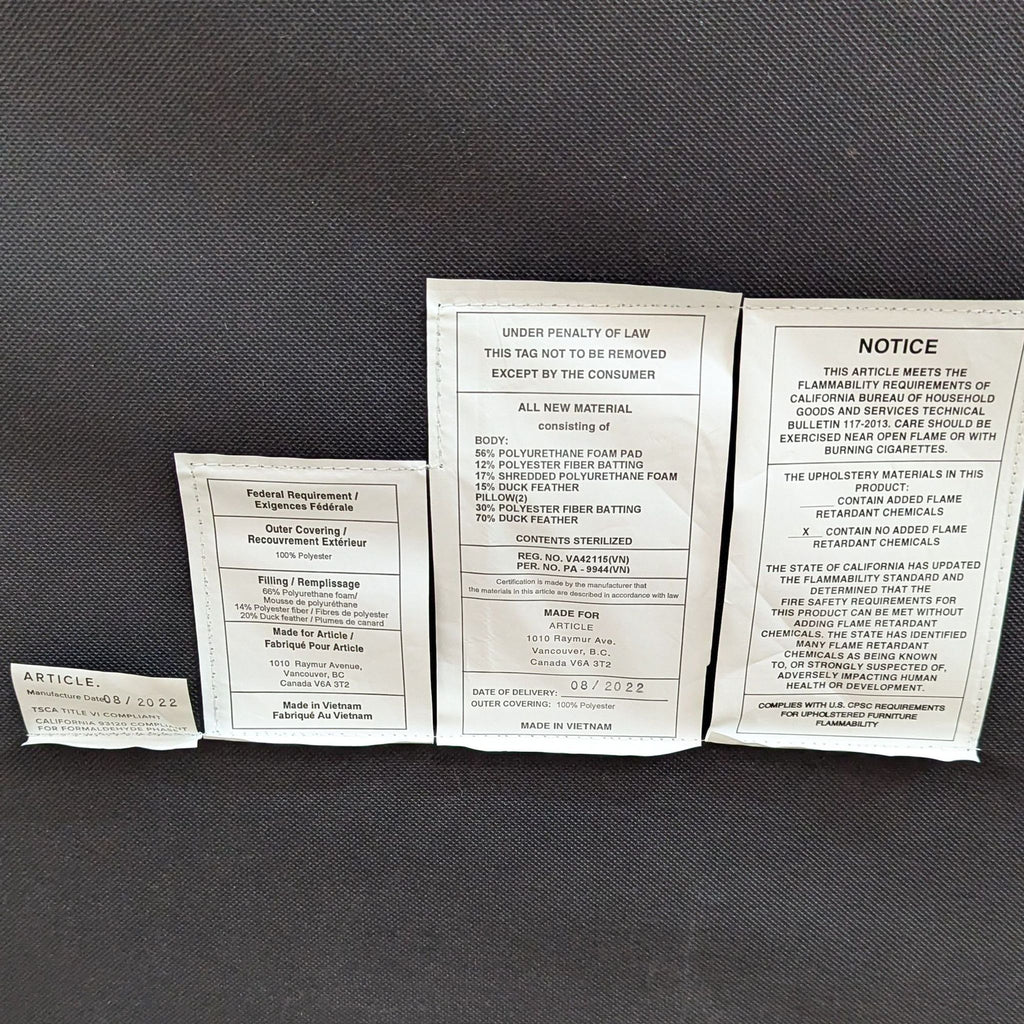 ARTICLE.
Manufacture Date 08/2022
TSCA TITLE VI COMPLIANT
CALIFORNIA 93120
FOR FORMALDEHYDE
Federal Requirement /
Exigences Fédérale
Outer Covering /
Recouvrement Extérieur
100% Polyester
Filling / Remplissage
66% Polyurethane foam/
Mousse de polyuréthane
14% Polyester fiber / Fibres de polyester
20% Duck feather / Plumes de canard
Made for Article /
Fabriqué Pour Article
1010 Raymur Avenue,
Vancouver, BC
Canada V6A 3T2
Made in Vietnam
Fabriqué Au Vietnam
UNDER PENALTY OF LAW
THIS TAG NOT TO BE REMOVED
EXCEPT BY THE CONSUMER
ALL NEW MATERIAL
consisting of
BODY:
56% POLYURETHANE FOAM PAD
12% POLYESTER FIBER BATTING
17% SHREDDED POLYURETHANE FOAM
15% DUCK FEATHER
PILLOW(2)
30% POLYESTER FIBER BATTING
70% DUCK FEATHER
CONTENTS STERILIZED
REG. NO. VA42115(VN)
PER. NO. PA - 9944(VN)
Certification is made by the manufacturer that
the materials in this article are described in accordance with law
MADE FOR
ARTICLE
1010 Raymur Ave.
Vancouver, B.C.
Canada V6A 3T2
DATE OF DELIVERY: 08/2022
OUTER COVERING: 100% Polyester
MADE IN VIETNAM
NOTICE
THIS ARTICLE MEETS THE
FLAMMABILITY REQUIREMENTS OF
CALIFORNIA BUREAU OF HOUSEHOLD
GOODS AND SERVICES TECHNICAL
BULLETIN 117-2013. CARE SHOULD BE
EXERCISED NEAR OPEN FLAME OR WITH
BURNING CIGARETTES.
THE UPHOLSTERY MATERIALS IN THIS
PRODUCT:
____ CONTAIN ADDED FLAME
RETARDANT CHEMICALS
__X__ CONTAIN NO ADDED FLAME
RETARDANT CHEMICALS
THE STATE OF CALIFORNIA HAS UPDATED
THE FLAMMABILITY STANDARD AND
DETERMINED THAT THE
FIRE SAFETY REQUIREMENTS FOR
THIS PRODUCT CAN BE MET WITHOUT
ADDING FLAME RETARDANT
CHEMICALS. THE STATE HAS IDENTIFIED
MANY FLAME RETARDANT
CHEMICALS AS BEING KNOWN
TO, OR STRONGLY SUSPECTED OF,
ADVERSELY IMPACTING HUMAN
HEALTH OR DEVELOPMENT.
COMPLIES WITH U.S. CPSC REQUIREMENTS
FOR UPHOLSTERED FURNITURE
FLAMMABILITY